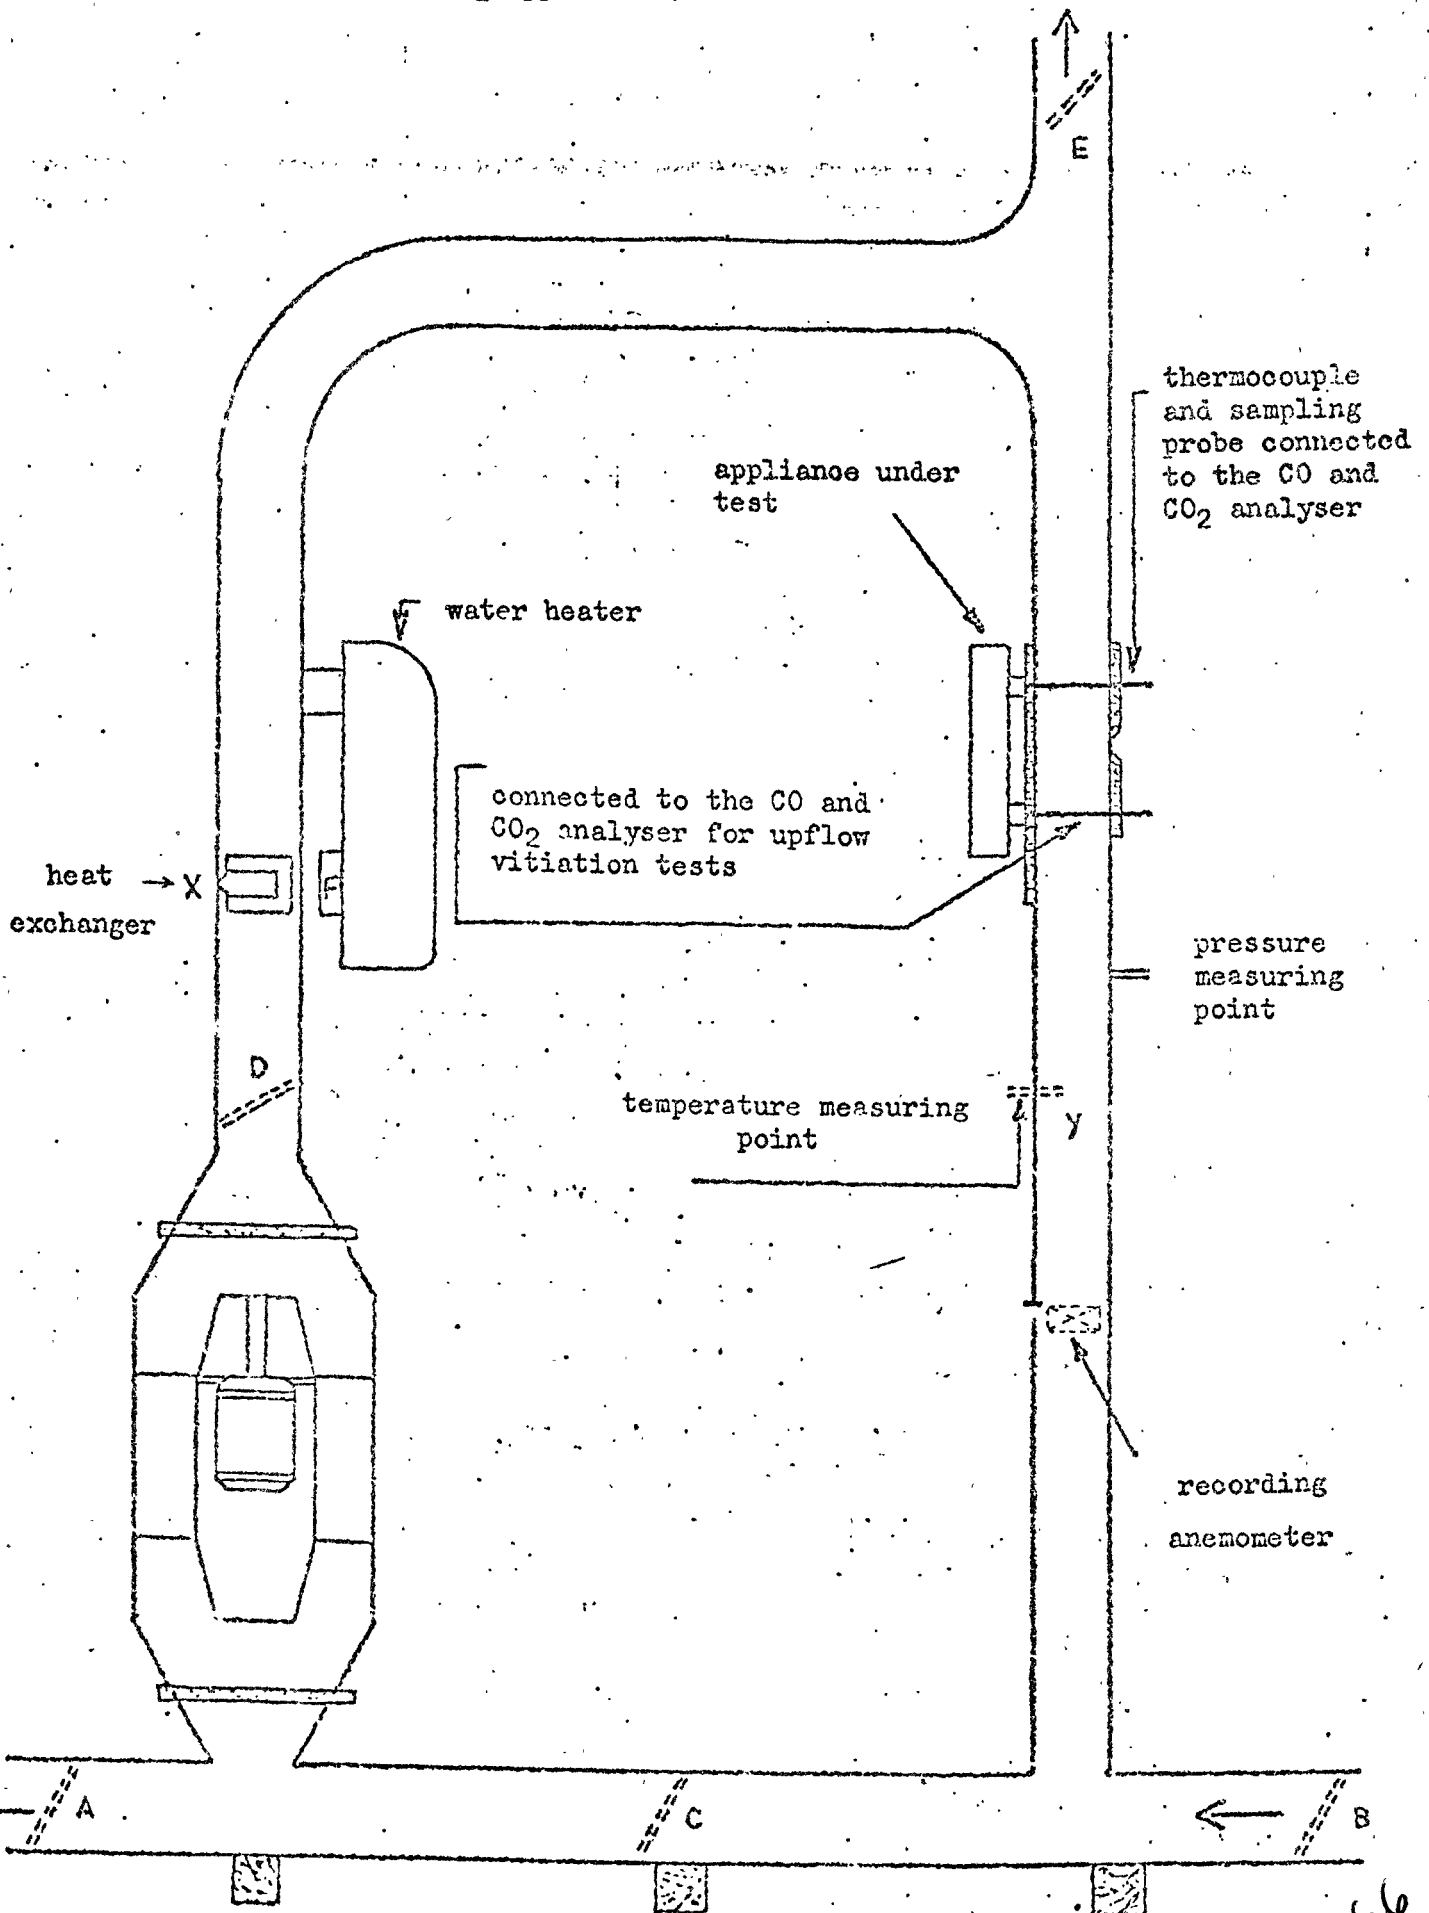 E
thermocouple
and sampling
probe connected
to the CO and
CO2 analyser
appliance under
test
water heater
connected to the CO and
CO2 analyser for upflow
vitiation tests
heat
X
exchanger
pressure
measuring
point
D
temperature measuring
point
y
recording
anemometer
A
C
B